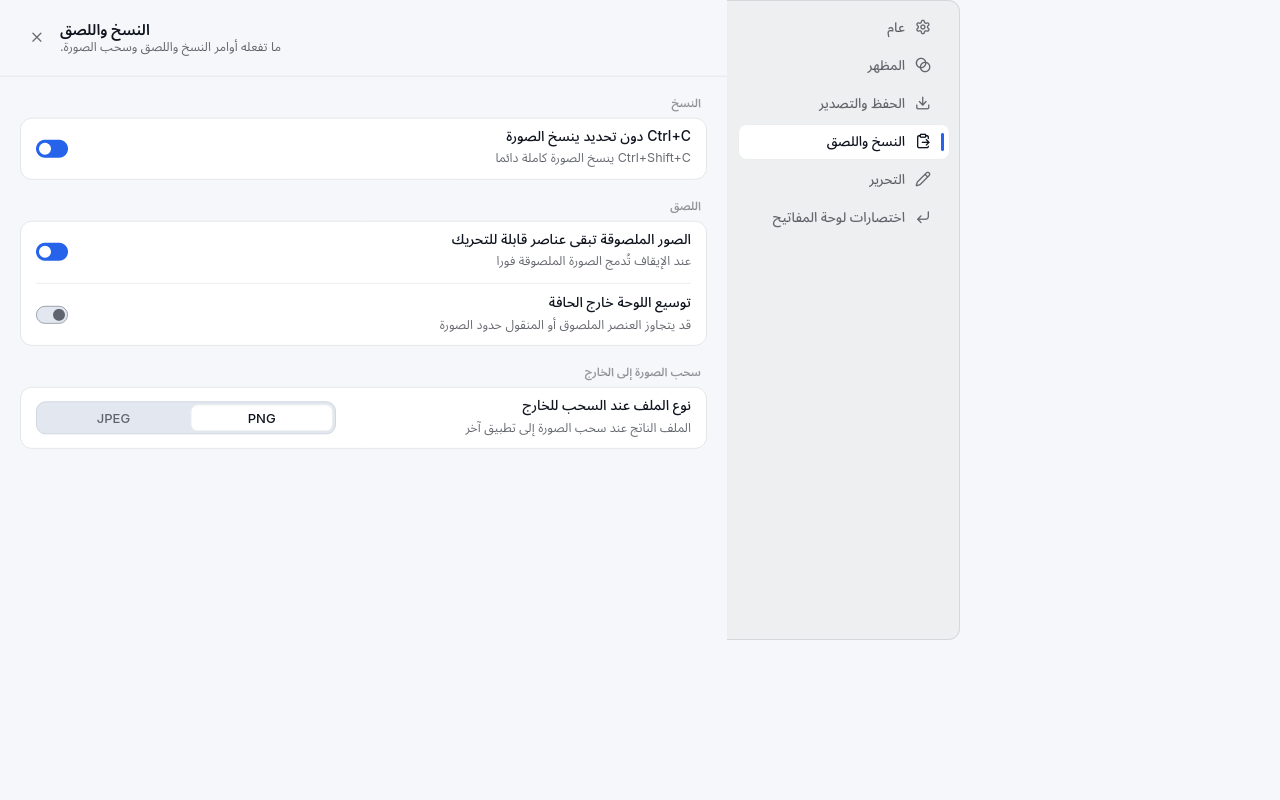 عام
المظهر
الحفظ والتصدير
النسخ واللصق
التحرير
اختصارات لوحة المفاتيح
النسخ واللصق
ما تفعله أوامر النسخ واللصق وسحب الصورة.
النسخ
Ctrl+C دون تحديد ينسخ الصورة
Ctrl+Shift+C ينسخ الصورة كاملة دائما
اللصق
الصور الملصوقة تبقى عناصر قابلة للتحريك
عند الإيقاف تُدمج الصورة الملصوقة فورا
توسيع اللوحة خارج الحافة
قد يتجاوز العنصر الملصوق أو المنقول حدود الصورة
سحب الصورة إلى الخارج
نوع الملف عند السحب للخارج
الملف الناتج عند سحب الصورة إلى تطبيق آخر
PNG
JPEG